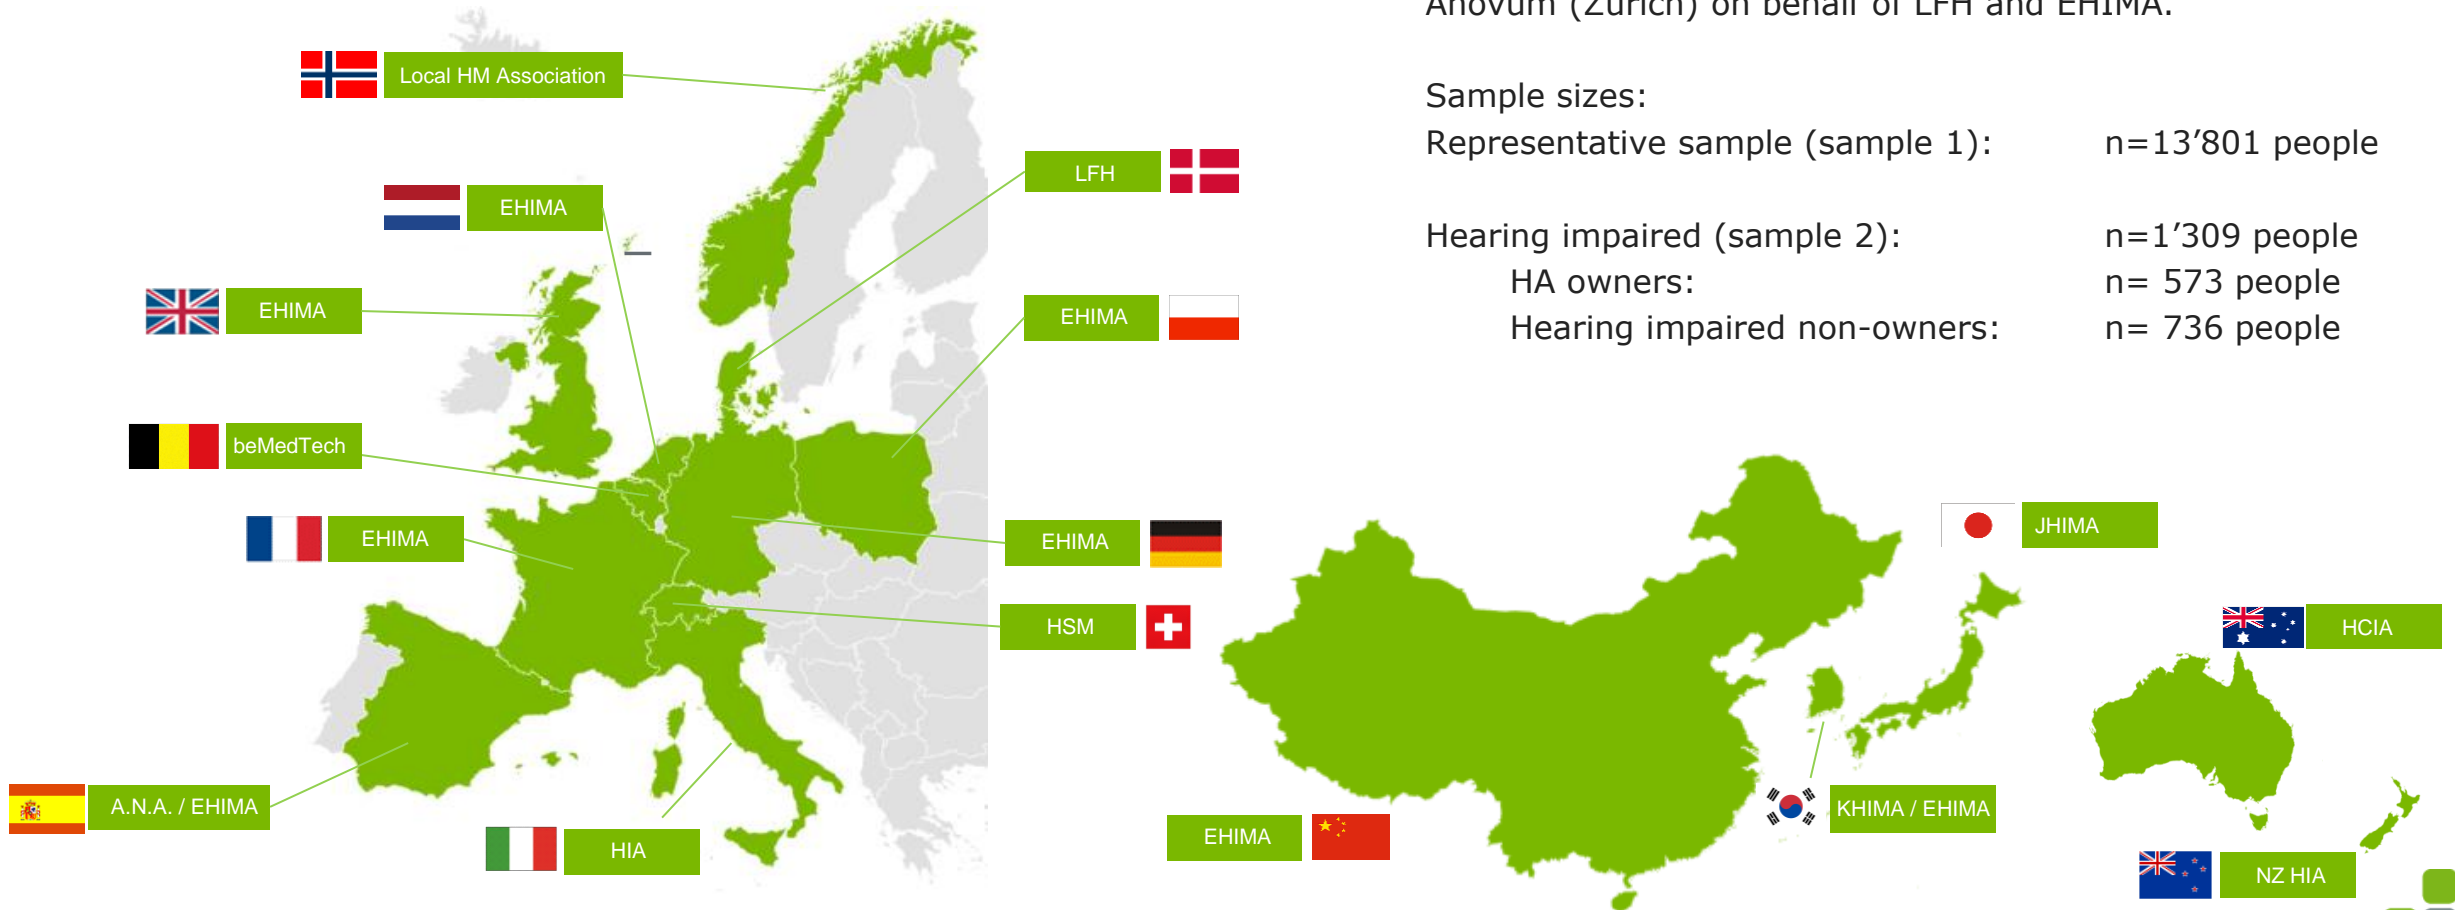 Anovum (Zurich) on behalf of LFH and EHIMA.
Sample sizes:
Representative sample (sample 1): n=13’801 people
Hearing impaired (sample 2): n=1’309 people
HA owners: n= 573 people
Hearing impaired non-owners: n= 736 people
Local HM Association
LFH
EHIMA
EHIMA
EHIMA
beMedTech
EHIMA
EHIMA
HSM
A.N.A. / EHIMA
HIA
JHIMA
HCIA
KHIMA / EHIMA
EHIMA
NZ HIA